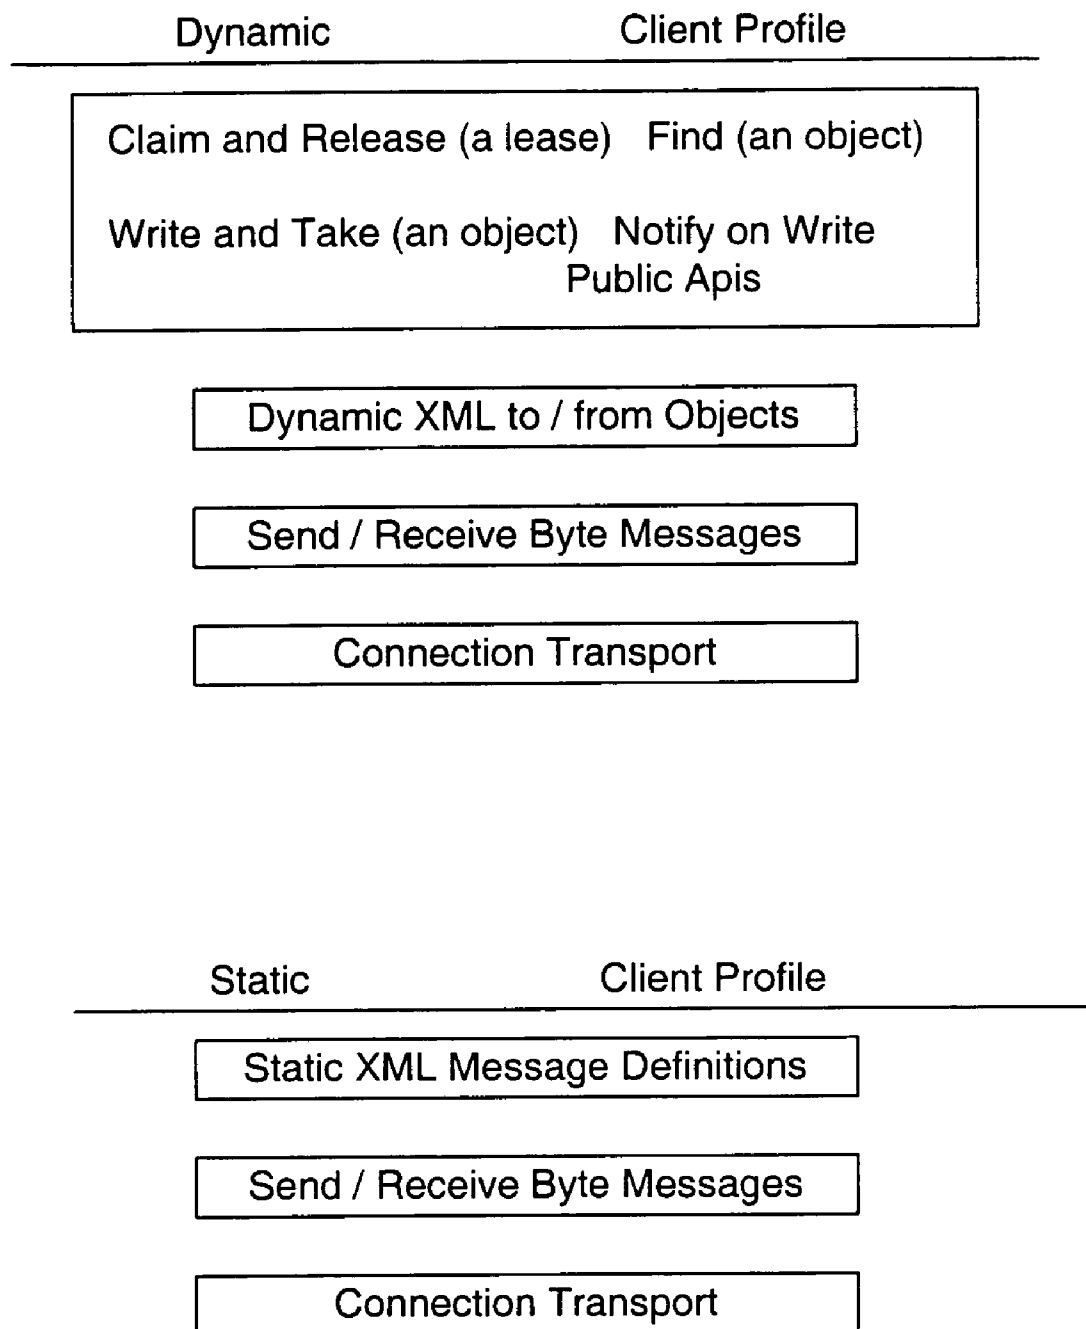 Dynamic Client Profile
Claim and Release (a lease) Find (an object)
Write and Take (an object) Notify on Write
Public Apis
Dynamic XML to / from Objects
Send / Receive Byte Messages
Connection Transport
Static Client Profile
Static XML Message Definitions
Send / Receive Byte Messages
Connection Transport